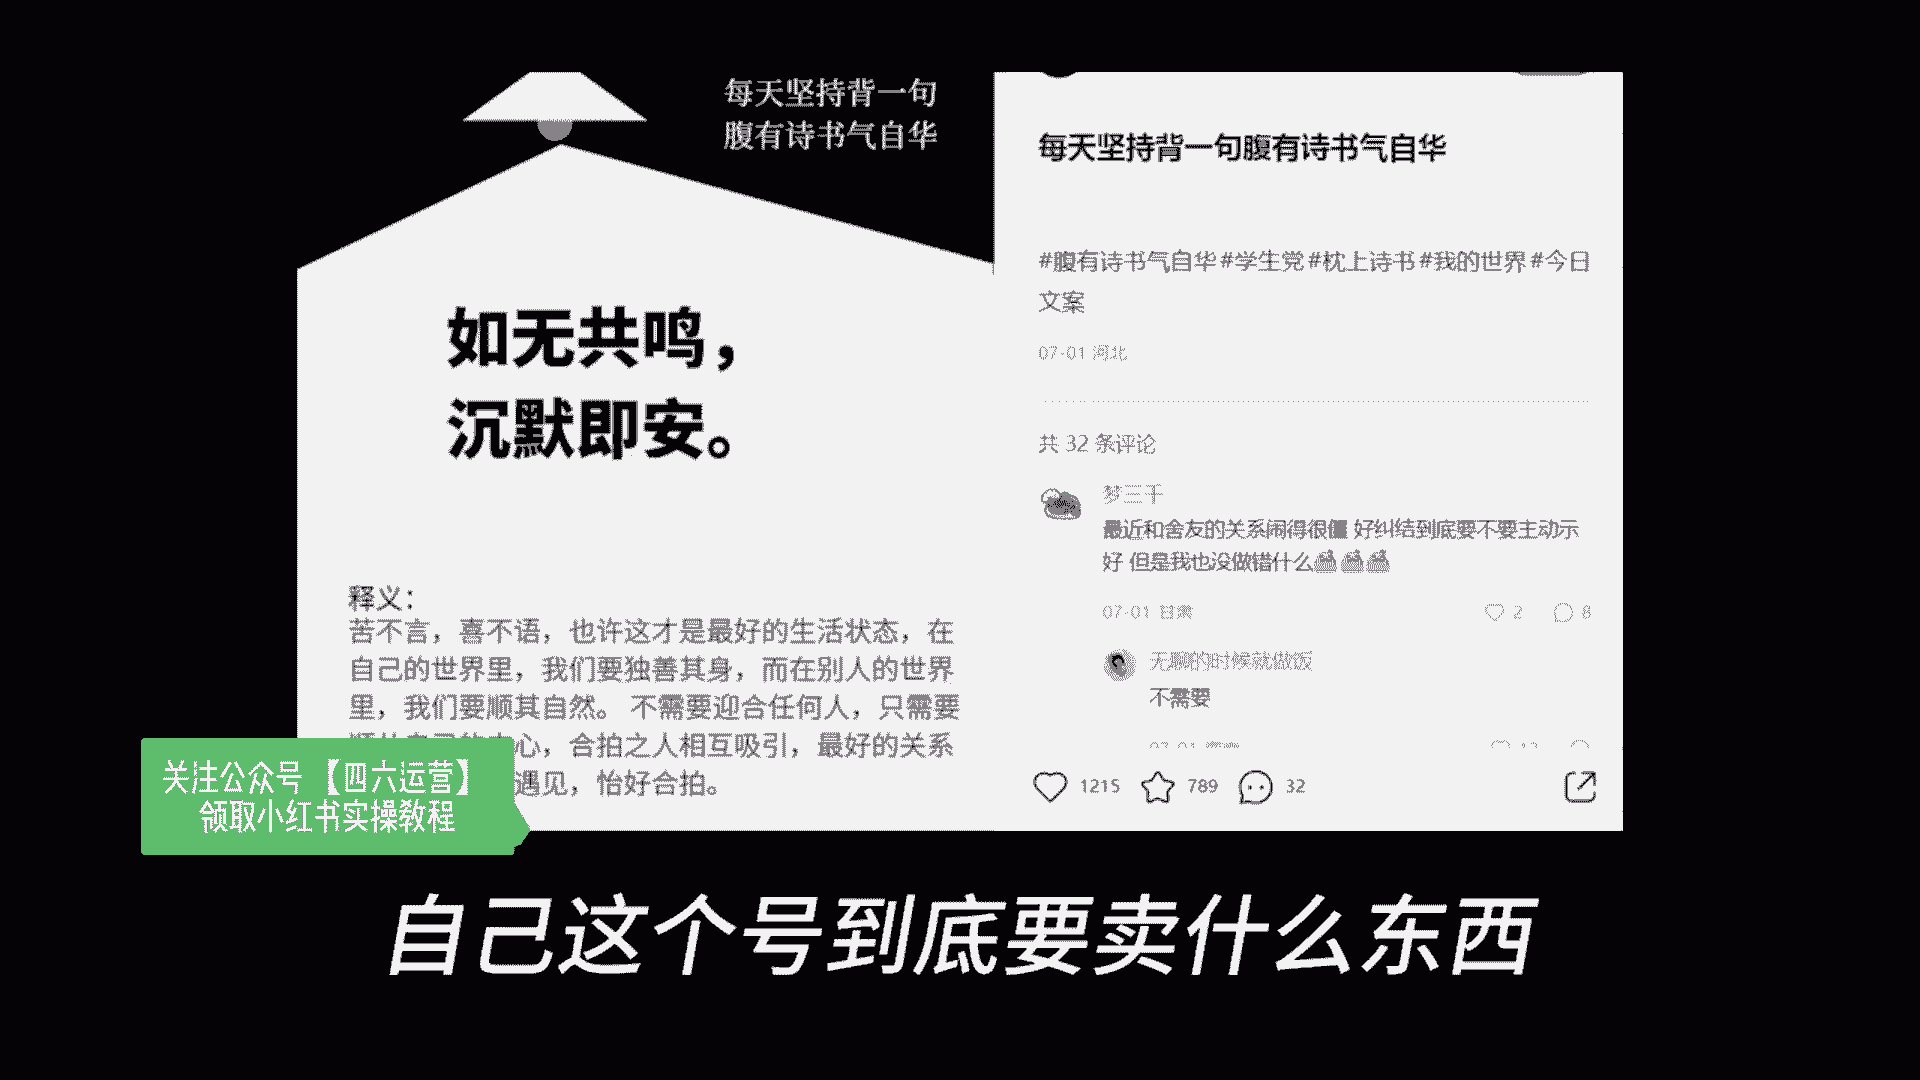 每天坚持背一句
腹有诗书气自华
如无共鸣，
沉默即安。
释义：
苦不言，喜不语，也许这才是最好的生活状态，在
自己的世界里，我们要独善其身，而在别人的世界
里，我们要顺其自然。 不需要迎合任何人，只需要
心，合拍之人相互吸引，最好的关系
遇见，恰好合拍。
每天坚持背一句腹有诗书气自华
#腹有诗书气自华 #学生党 #枕上诗书 #我的世界 #今日
文案
07-01 河北
共 32 条评论
梦三千
最近和舍友的关系闹得很僵 好纠结到底要不要主动示
好 但是我也没做错什么
07-01 甘肃
2 8
无聊的时候就做饭
不需要
1215 789 32
关注公众号【四六运营】
领取小红书实操教程
自己这个号到底要卖什么东西